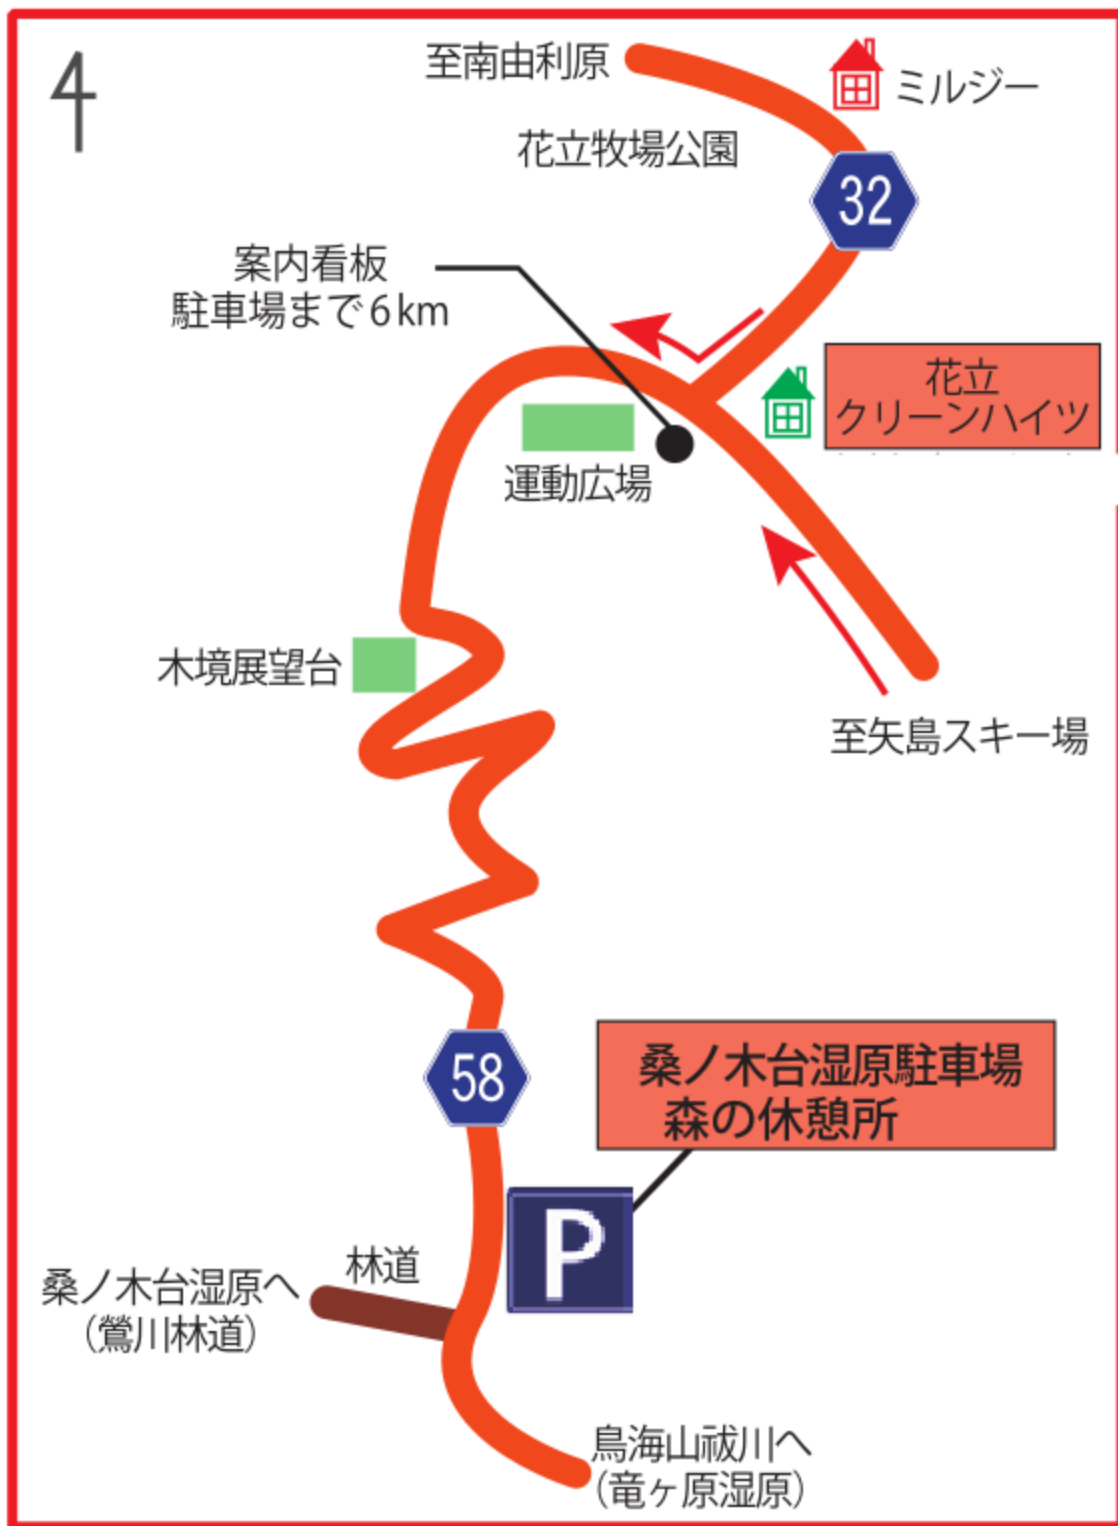 至南由利原
ミルジー
花立牧場公園
32
案内看板
駐車場まで6km
花立
クリーンハイツ
運動広場
木境展望台
至矢島スキー場
58
桑ノ木台湿原駐車場
森の休憩所
P
林道
桑ノ木台湿原へ
（鶯川林道）
鳥海山祓川へ
（竜ヶ原湿原）